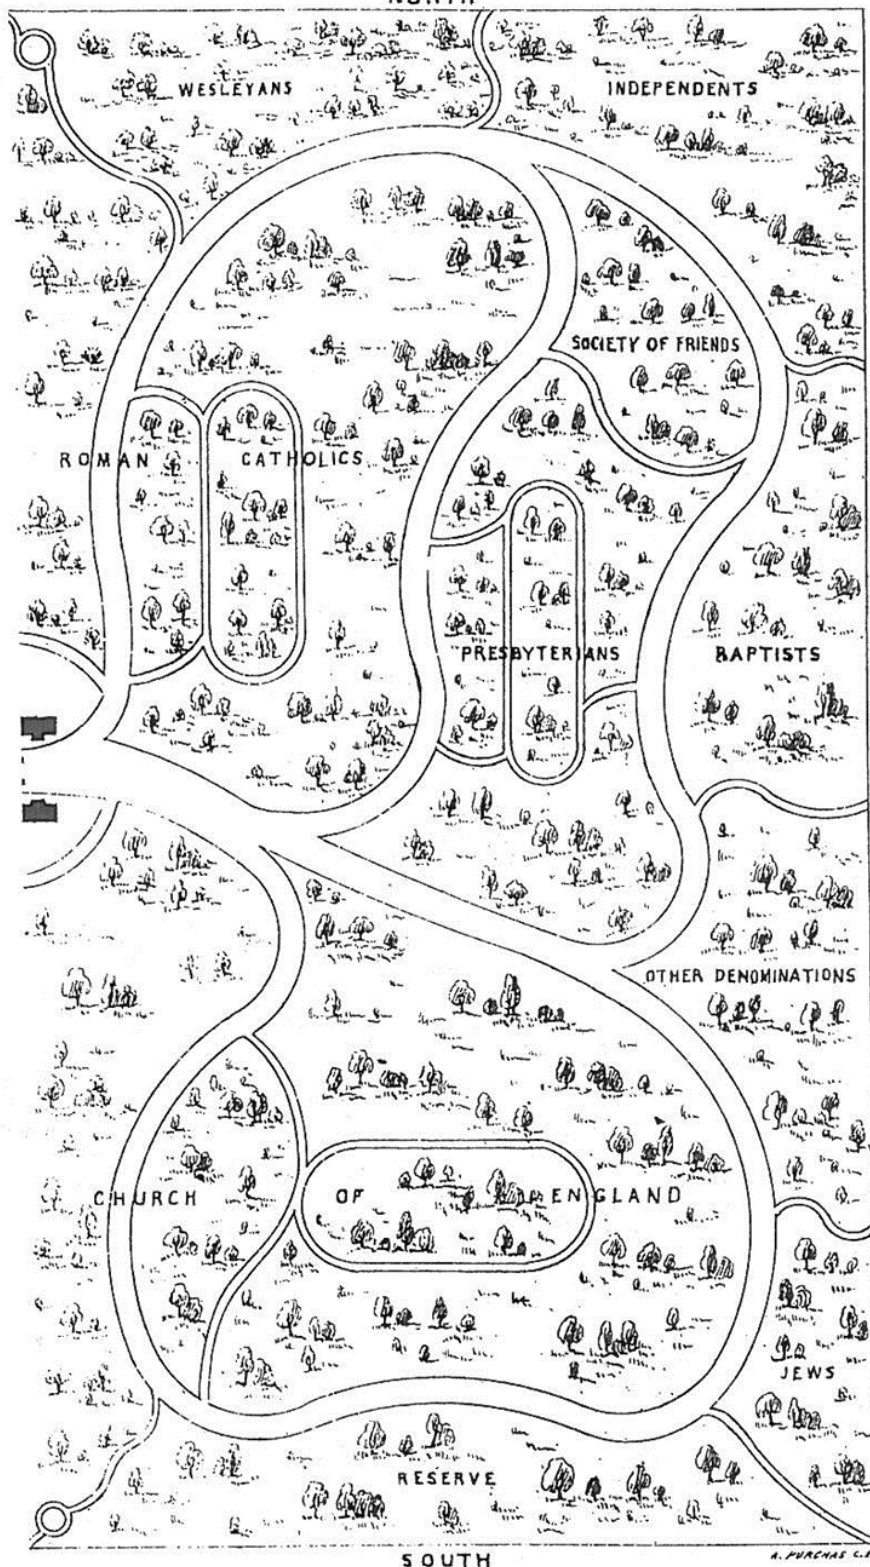 NORTH
WESLEYANS
INDEPENDENTS
SOCIETY OF FRIENDS
ROMAN CATHOLICS
PRESBYTERIANS
BAPTISTS
OTHER DENOMINATIONS
CHURCH OF ENGLAND
JEWS
RESERVE
SOUTH
A. PURCHAS C.E